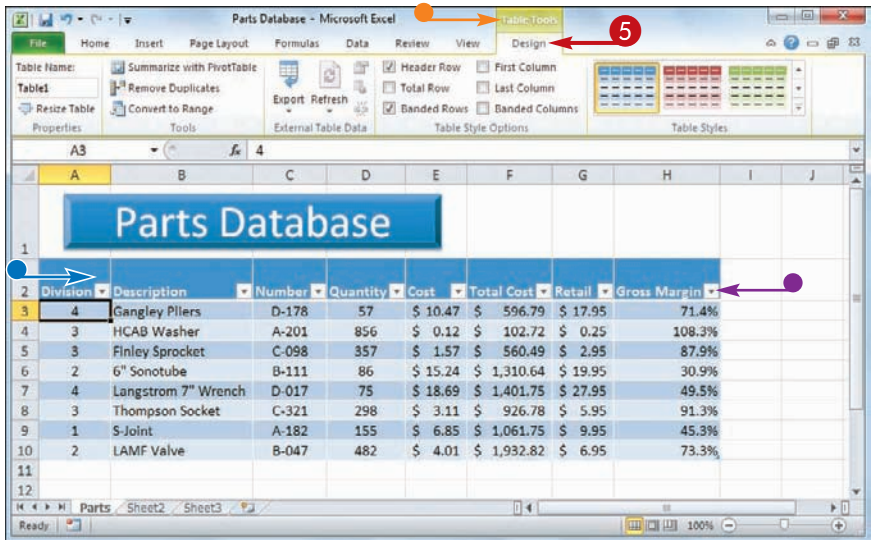 Parts Database - Microsoft Excel
Table Tools
5
File Home Insert Page Layout Formulas Data Review View Design
Table Name:
Table1
Resize Table
Properties
Summarize with PivotTable
Remove Duplicates
Convert to Range
Tools
Export Refresh
External Table Data
Header Row First Column
Total Row Last Column
Banded Rows Banded Columns
Table Style Options
Table Styles
A3 fx 4
A B C D E F G H I J
1 Parts Database
2 Division Description Number Quantity Cost Total Cost Retail Gross Margin
3 4 Gangley Pliers D-178 57 $ 10.47 $ 596.79 $ 17.95 71.4%
4 3 HCAB Washer A-201 856 $ 0.12 $ 102.72 $ 0.25 108.3%
5 3 Finley Sprocket C-098 357 $ 1.57 $ 560.49 $ 2.95 87.9%
6 2 6" Sonotube B-111 86 $ 15.24 $ 1,310.64 $ 19.95 30.9%
7 4 Langstrom 7" Wrench D-017 75 $ 18.69 $ 1,401.75 $ 27.95 49.5%
8 3 Thompson Socket C-321 298 $ 3.11 $ 926.78 $ 5.95 91.3%
9 1 S-Joint A-182 155 $ 6.85 $ 1,061.75 $ 9.95 45.3%
10 2 LAMF Valve B-047 482 $ 4.01 $ 1,932.82 $ 6.95 73.3%
11
12
Parts Sheet2 Sheet3
Ready 100%